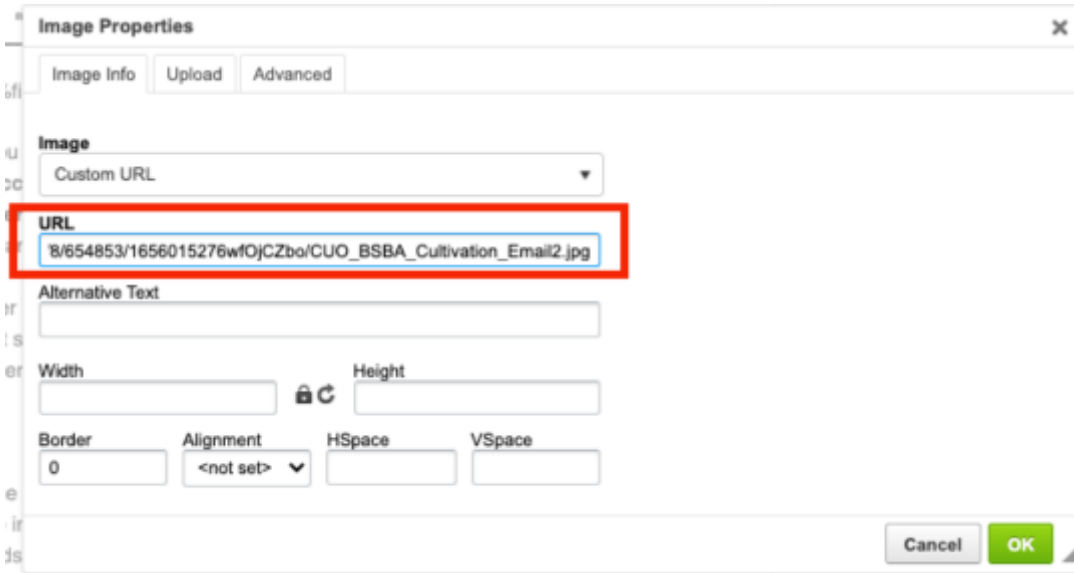 Image Properties
Image Info Upload Advanced
Image
Custom URL
URL
8/654853/1656015276wfOjCZbo/CUO_BSBA_Cultivation_Email2.jpg
Alternative Text
Width Height
Border Alignment HSpace VSpace
0 <not set>
Cancel OK